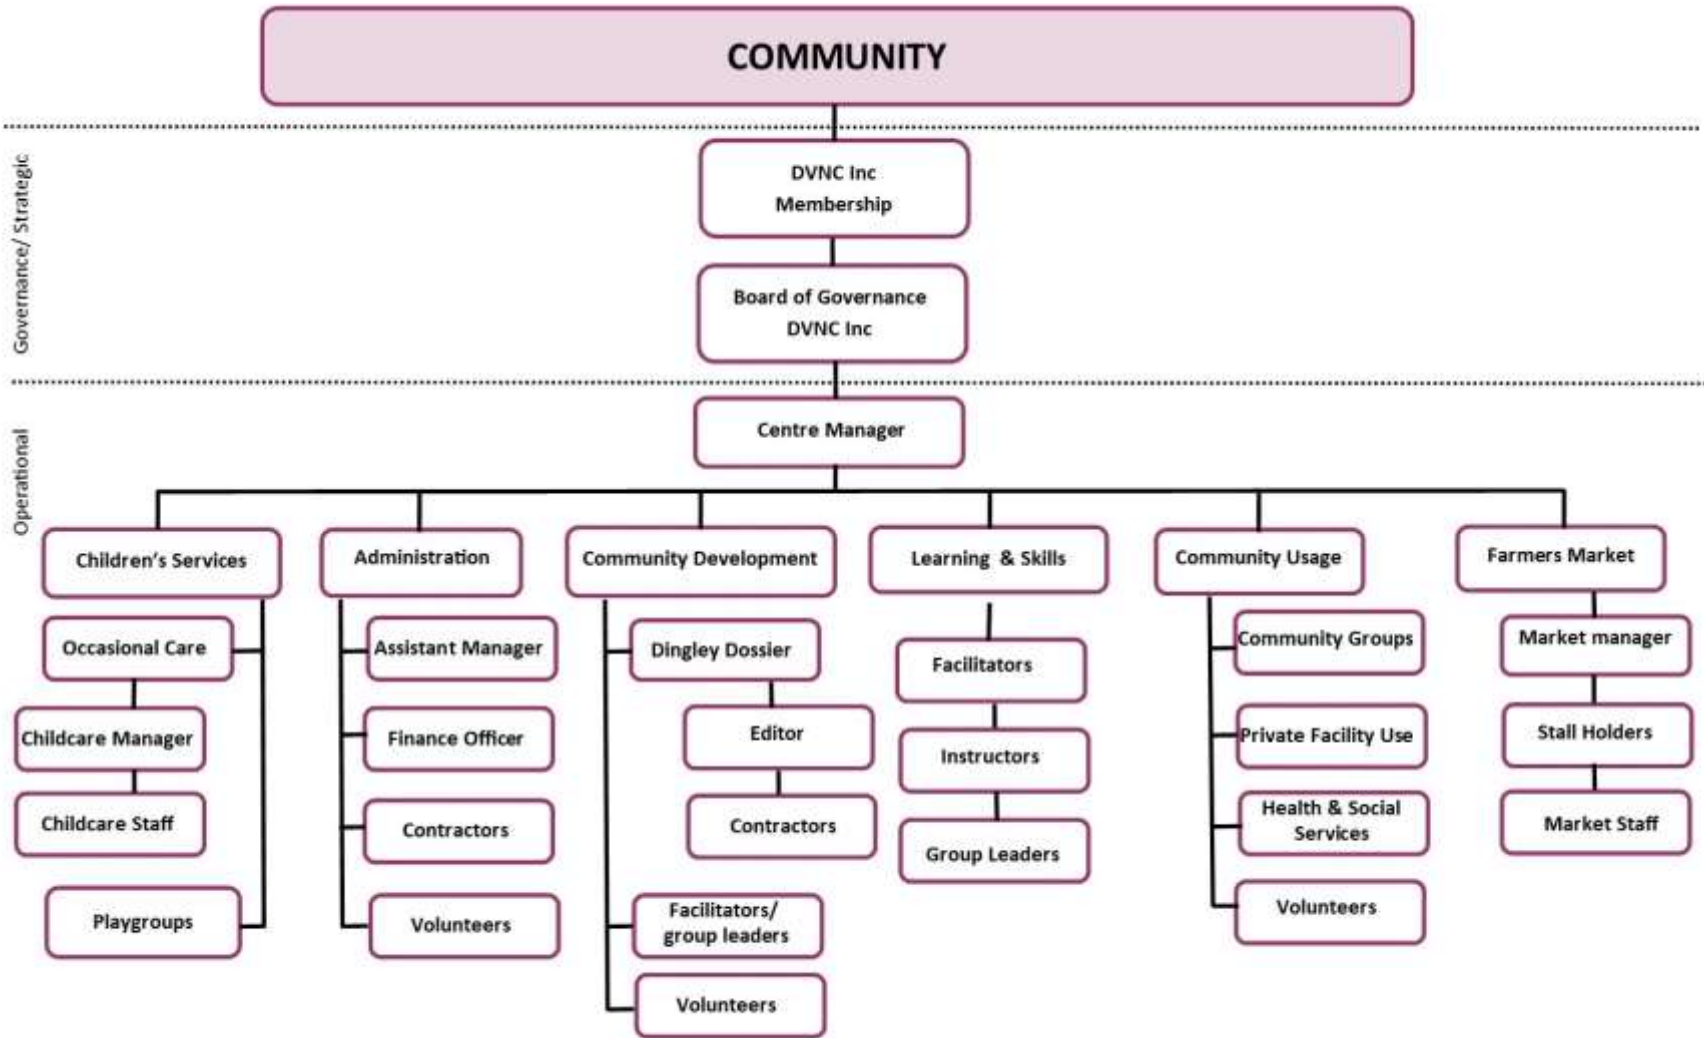 COMMUNITY
Governance/ Strategic
DVNC Inc
Membership
Board of Governance
DVNC Inc
Operational
Centre Manager
Children's Services
Administration
Community Development
Learning & Skills
Community Usage
Farmers Market
Occasional Care
Childcare Manager
Childcare Staff
Playgroups
Assistant Manager
Finance Officer
Contractors
Volunteers
Dingley Dossier
Editor
Contractors
Facilitators/
group leaders
Volunteers
Facilitators
Instructors
Group Leaders
Community Groups
Private Facility Use
Health & Social
Services
Volunteers
Market manager
Stall Holders
Market Staff